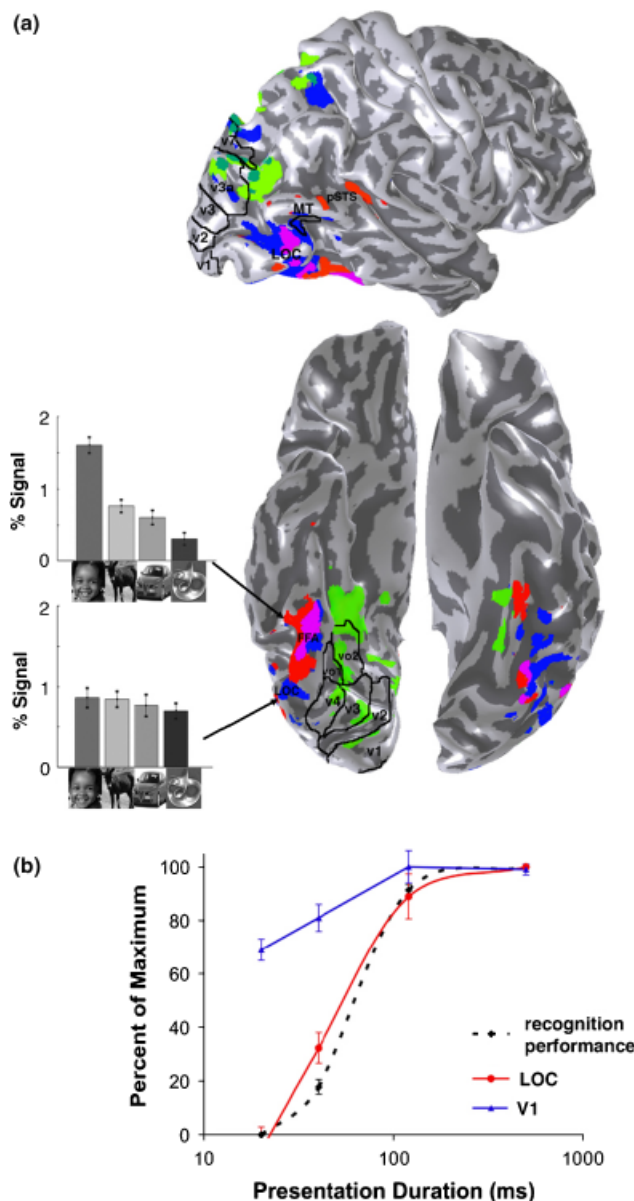 (a)
v7
v3a
v3
v2
v1
MT
pSTS
LOC
2
1
0
% Signal
2
1
0
% Signal
FFA
LOC
vo2
vo1
v4
v3
v2
v1
(b)
100
80
60
40
20
0
Percent of Maximum
recognition
performance
LOC
V1
10
100
1000
Presentation Duration (ms)